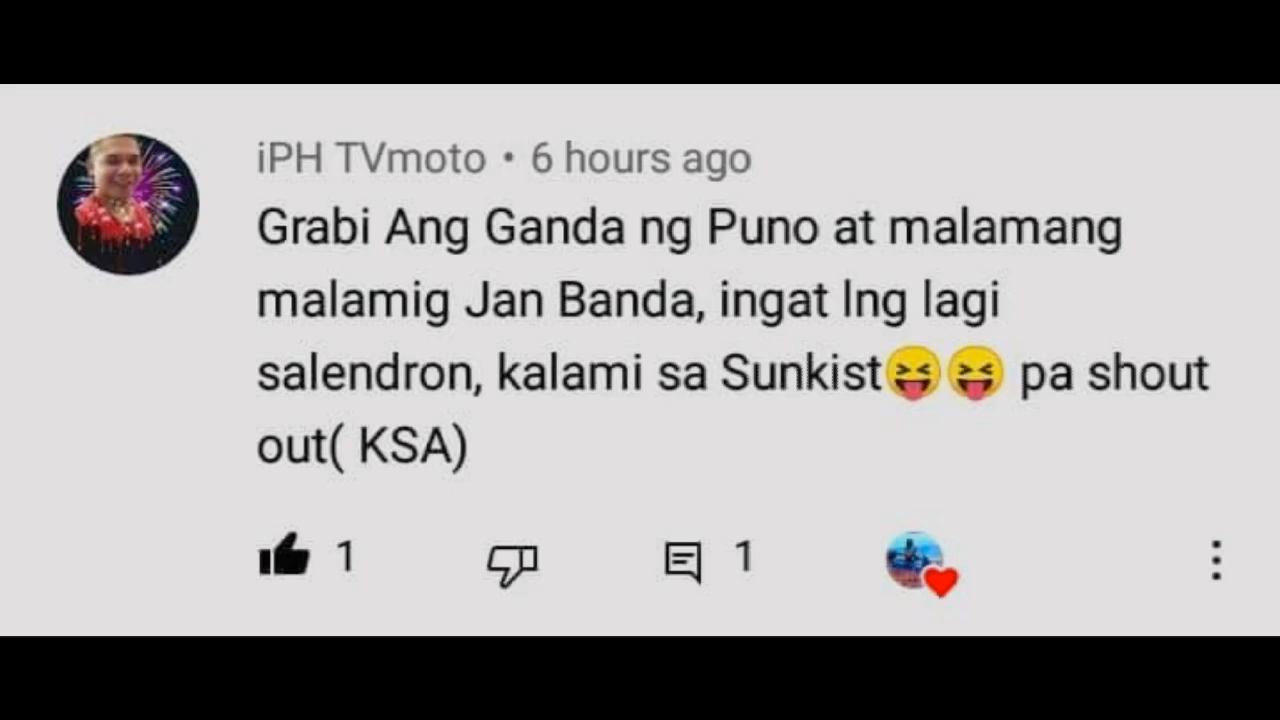 iPH TVmoto • 6 hours ago
Grabi Ang Ganda ng Puno at malamang
malamig Jan Banda, ingat lng lagi
salendron, kalami sa Sunkist😝😝 pa shout
out( KSA)
1 1